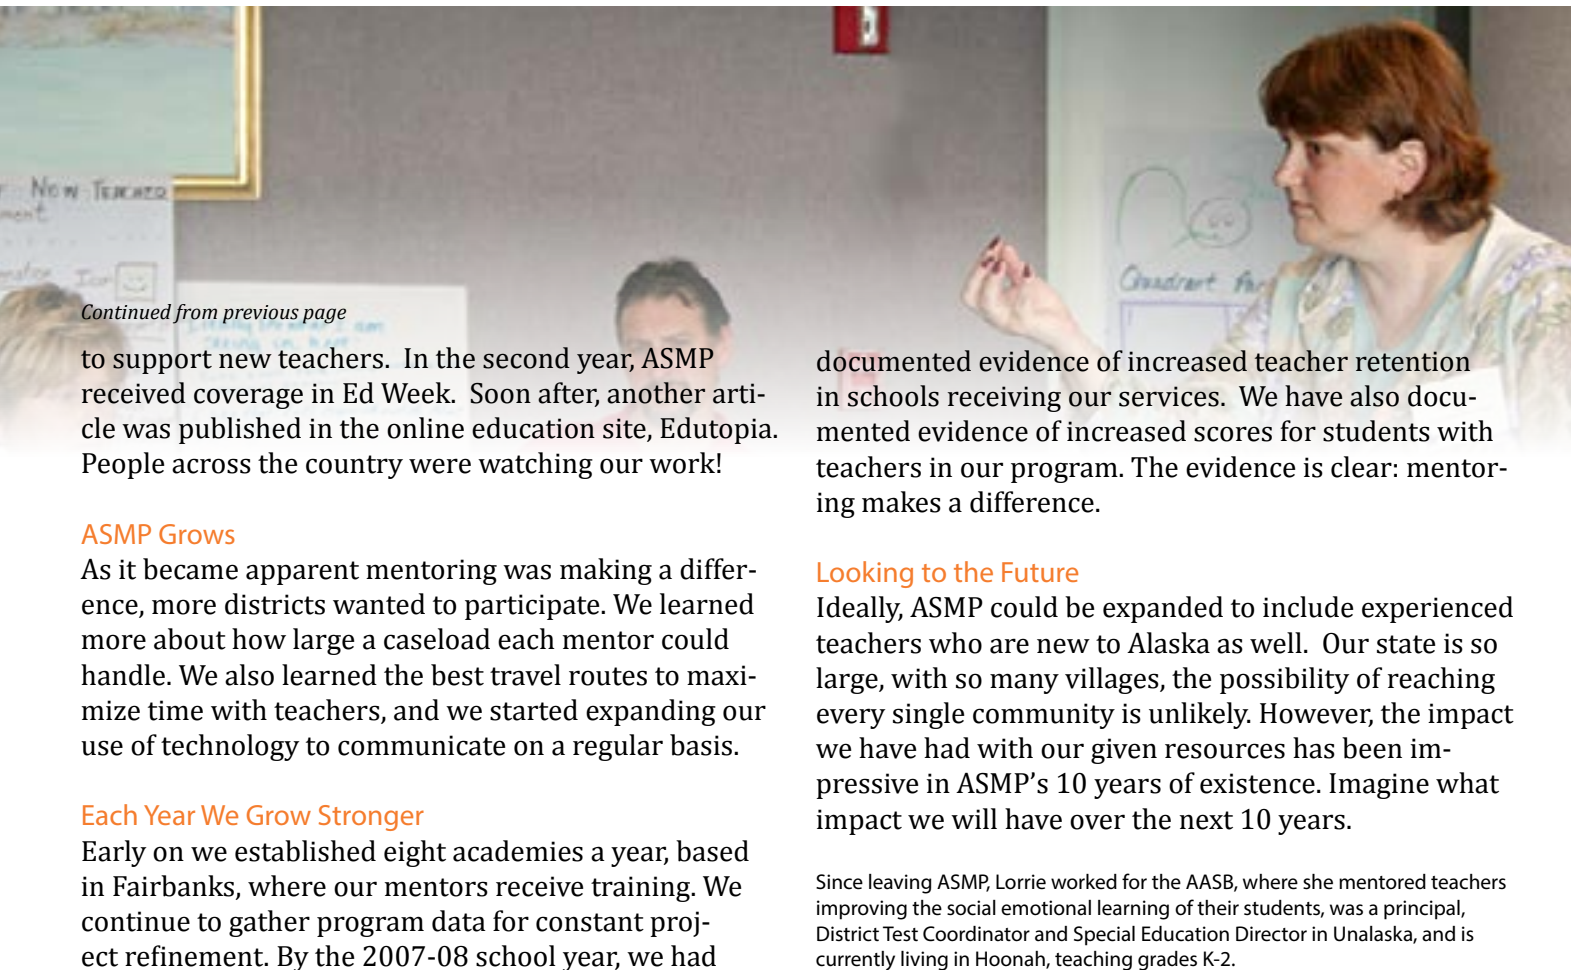 New Teacher
Icon
Quadrant
Continued from previous page
to support new teachers. In the second year, ASMP
received coverage in Ed Week. Soon after, another arti-
cle was published in the online education site, Edutopia.
People across the country were watching our work!
ASMP Grows
As it became apparent mentoring was making a differ-
ence, more districts wanted to participate. We learned
more about how large a caseload each mentor could
handle. We also learned the best travel routes to maxi-
mize time with teachers, and we started expanding our
use of technology to communicate on a regular basis.
Each Year We Grow Stronger
Early on we established eight academies a year, based
in Fairbanks, where our mentors receive training. We
continue to gather program data for constant proj-
ect refinement. By the 2007-08 school year, we had
documented evidence of increased teacher retention
in schools receiving our services. We have also docu-
mented evidence of increased scores for students with
teachers in our program. The evidence is clear: mentor-
ing makes a difference.
Looking to the Future
Ideally, ASMP could be expanded to include experienced
teachers who are new to Alaska as well. Our state is so
large, with so many villages, the possibility of reaching
every single community is unlikely. However, the impact
we have had with our given resources has been im-
pressive in ASMP's 10 years of existence. Imagine what
impact we will have over the next 10 years.
Since leaving ASMP, Lorrie worked for the AASB, where she mentored teachers
improving the social emotional learning of their students, was a principal,
District Test Coordinator and Special Education Director in Unalaska, and is
currently living in Hoonah, teaching grades K-2.